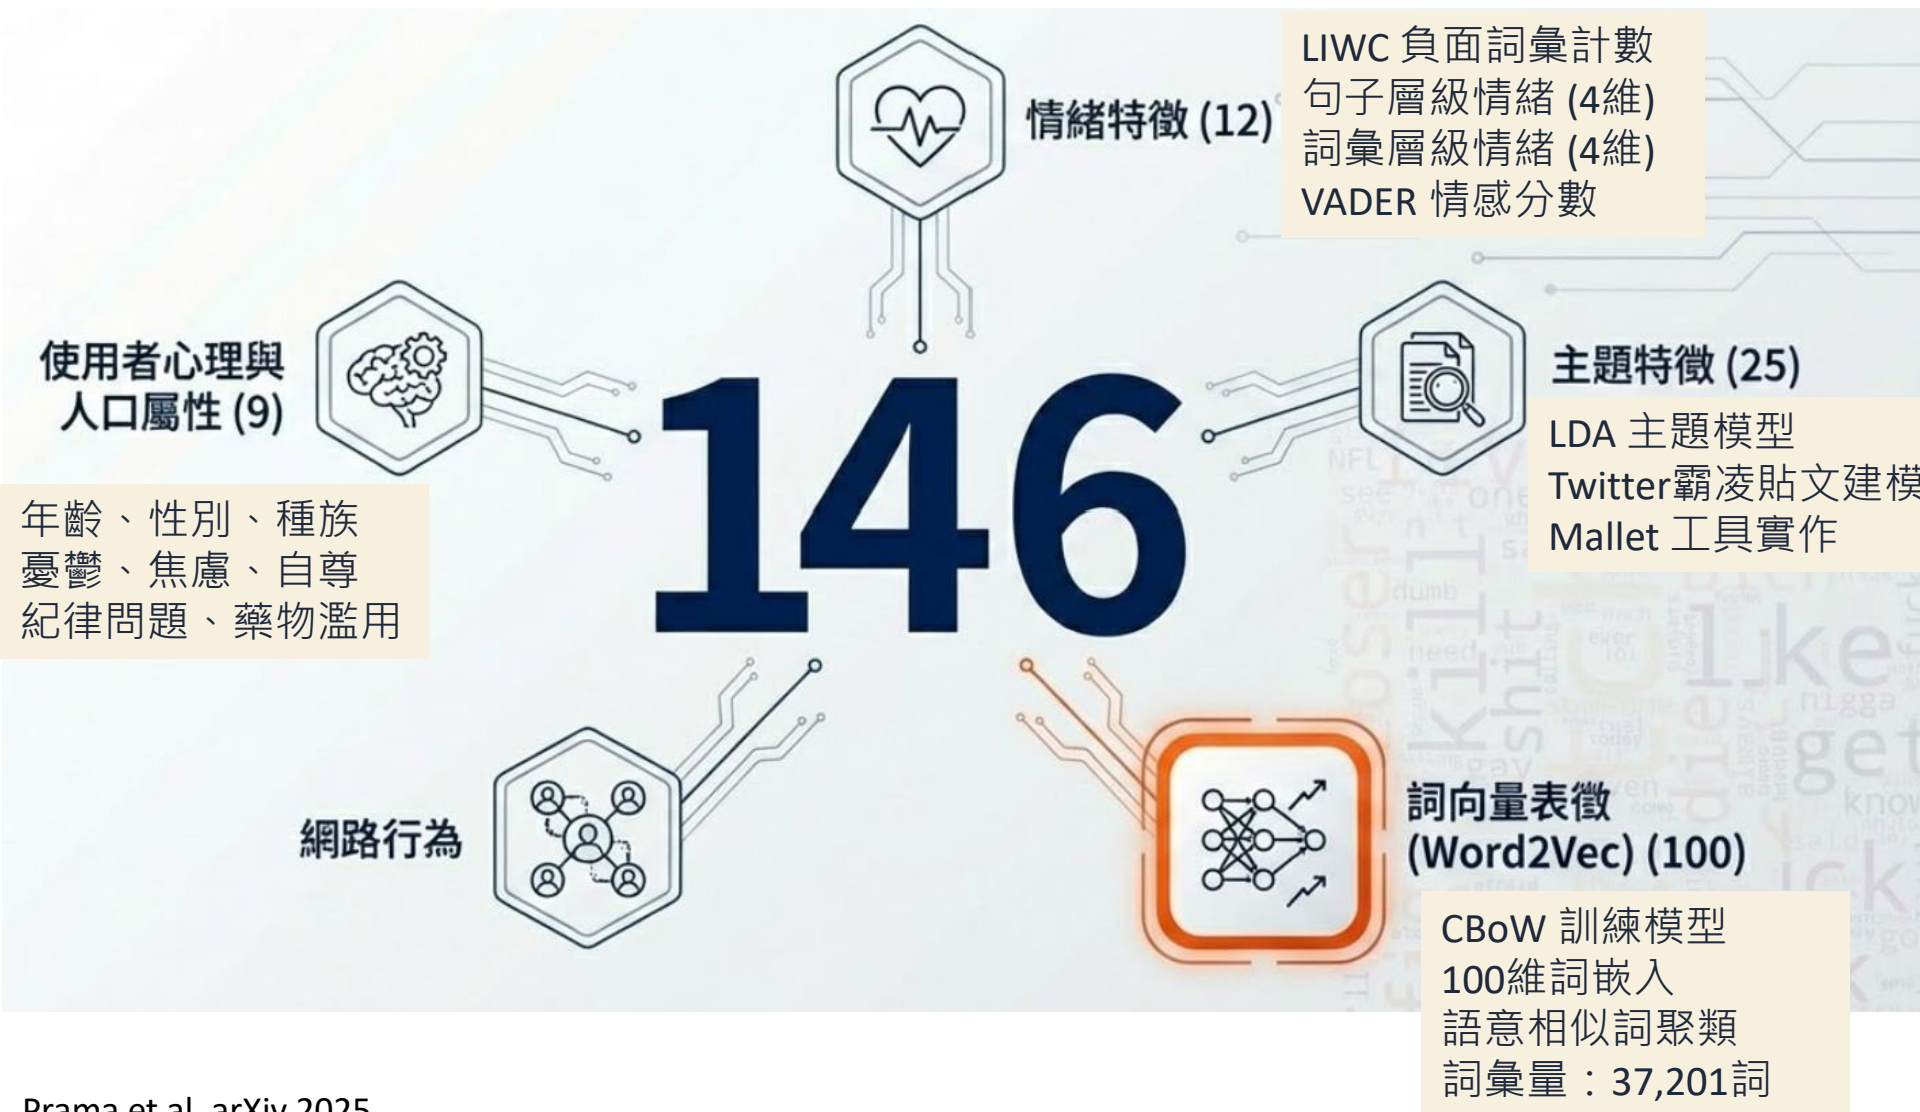 情緒特徵 (12)
LIWC 負面詞彙計數
句子層級情緒 (4維)
詞彙層級情緒 (4維)
VADER 情感分數
使用者心理與
人口屬性 (9)
年齡、性別、種族
憂鬱、焦慮、自尊
紀律問題、藥物濫用
146
主題特徵 (25)
LDA 主題模型
Twitter霸凌貼文建模
Mallet 工具實作
網路行為
詞向量表徵
(Word2Vec) (100)
CBoW 訓練模型
100維詞嵌入
語意相似詞聚類
詞彙量：37,201詞
Prama et al. arXiv 2025